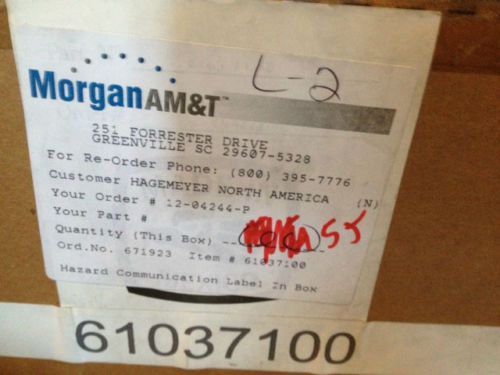 L-2
MorganAM&T™
251 FORRESTER DRIVE
GREENVILLE SC 29607-5328
For Re-Order Phone: (800) 395-7776
Customer HAGEMEYER NORTH AMERICA (N)
Your Order # 12-04244-P
Your Part #
Quantity (This Box) 55
Ord.No. 671923 Item # 61037100
Hazard Communication Label In Box
61037100